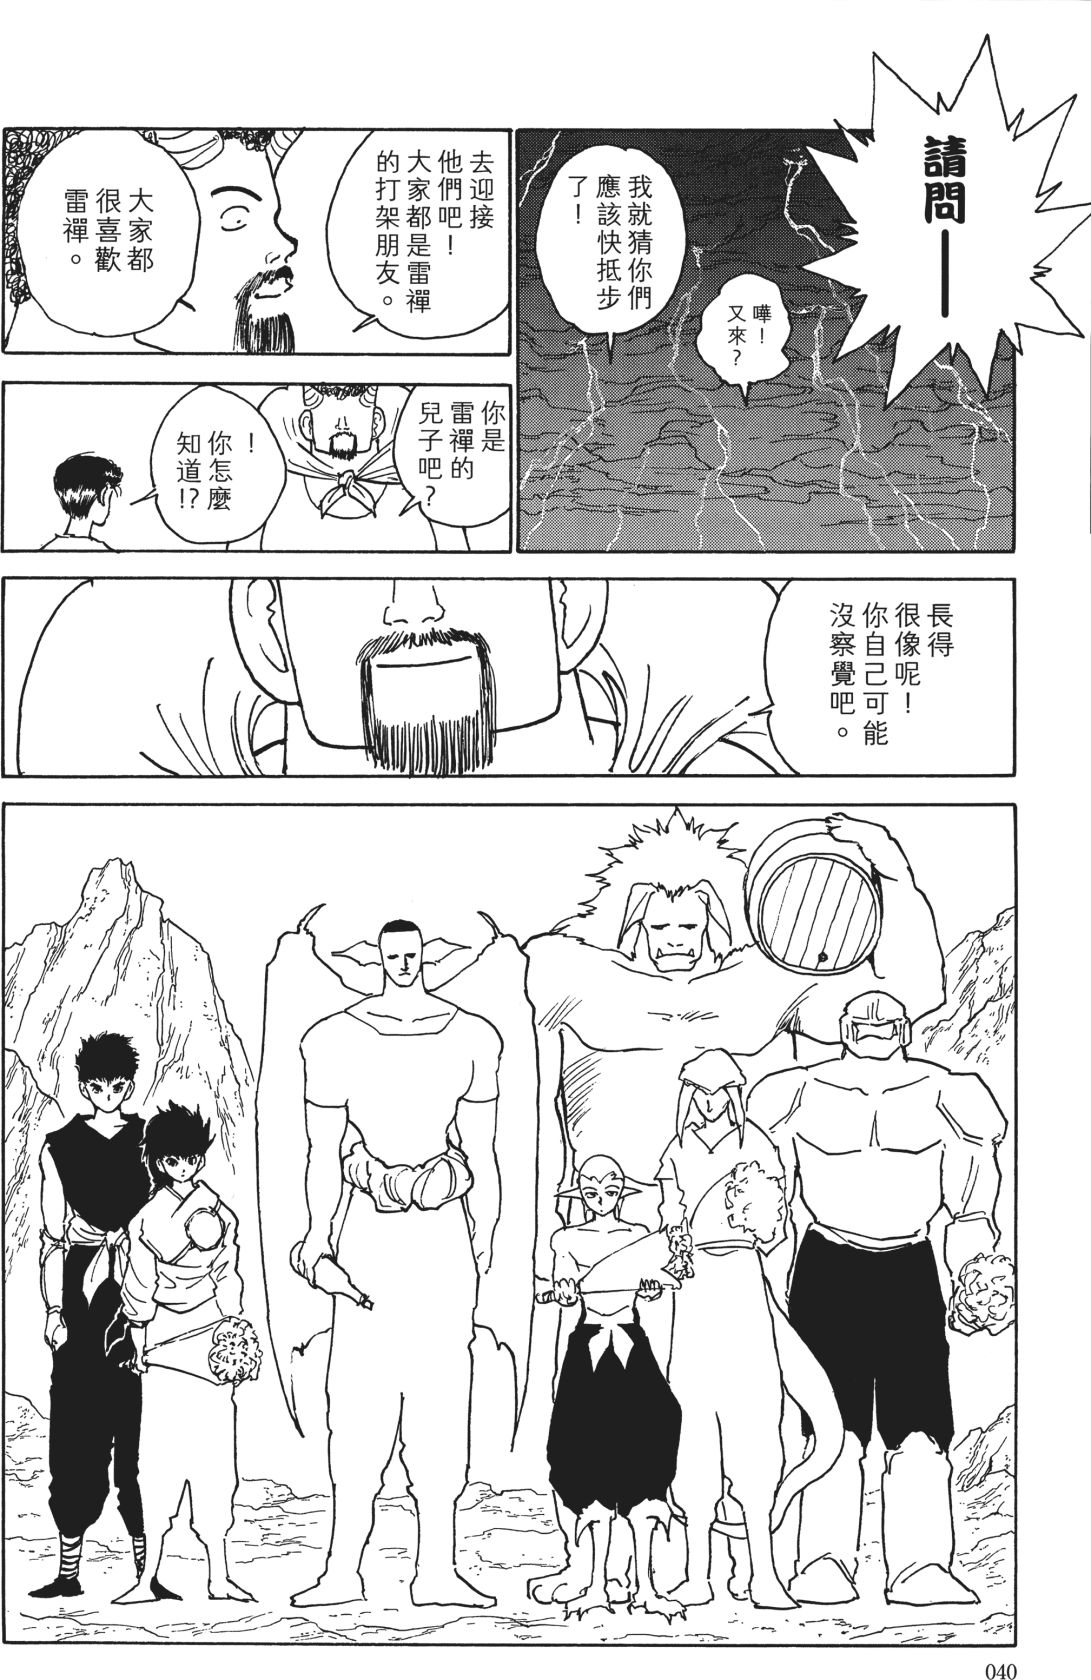 請問—
嘩！
又來？
我就猜你們
應該快抵步
了！
去迎接
他們吧！
大家都是雷禪
的打架朋友。
大家都
很喜歡
雷禪。
你是
雷禪的
兒子吧？
！
你怎麼
知道!?
長得
很像呢！
你自己可能
沒察覺吧。
040